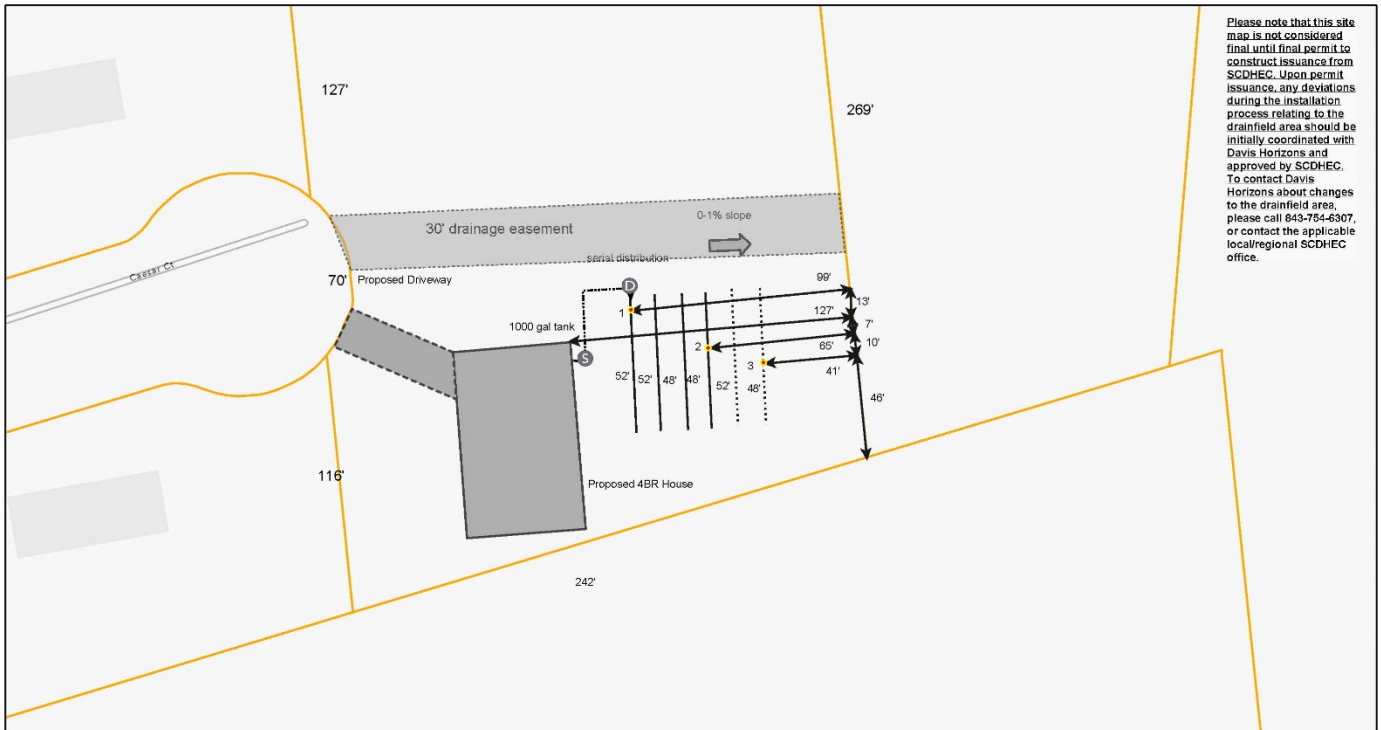 Please note that this site
map is not considered
final until final permit to
construct issuance from
SCDHEC. Upon permit
issuance, any deviations
during the installation
process relating to the
drainfield area should be
initially coordinated with
Davis Horizons and
approved by SCDHEC.
To contact Davis
Horizons about changes
to the drainfield area,
please call 843-754-6307,
or contact the applicable
local/regional SCDHEC
office.
127'
269'
0-1% slope
30' drainage easement
serial distribution
Caesar Ct
70'
Proposed Driveway
D
99'
13'
1
127'
7'
1000 gal tank
2
65'
10'
S
3
41'
52'
52'
48'
48'
52'
48'
46'
116'
Proposed 4BR House
242'